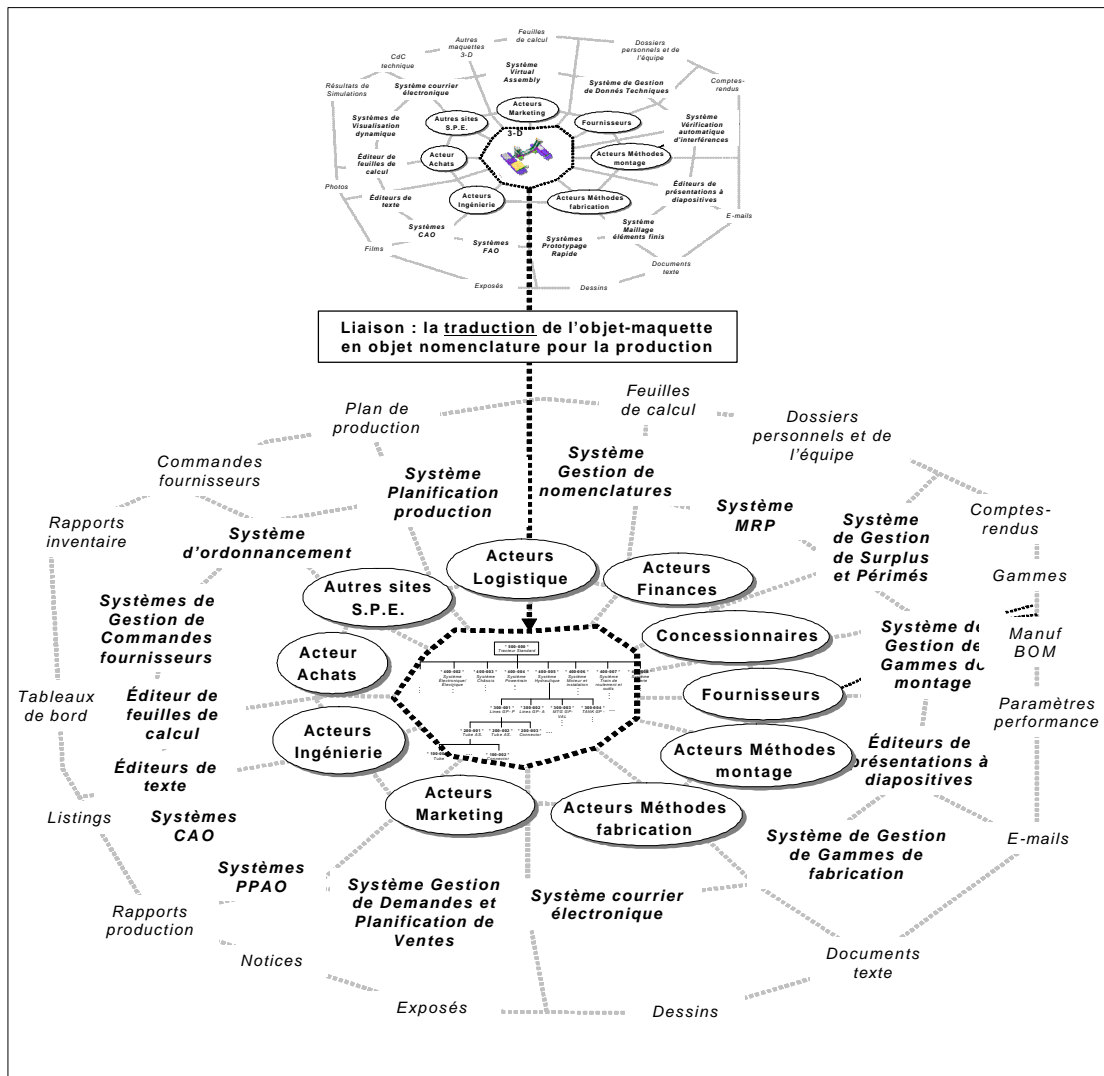 Feuilles
de calcul
Autres
maquettes
3-D
Dossiers
personnels et de
l'équipe
CdC
technique
Système
Virtual
Assembly
Système courrier
électronique
Système de Gestion
de Donnés Techniques
Comptes-
rendus
Résultats de
Simulations
Acteurs
Marketing
Autres sites
S.P.E.
Fournisseurs
Systèmes de
Visualisation
dynamique
Système
Vérification
automatique
d'interférences
3-D
Acteur
Achats
Acteurs Méthodes
montage
Éditeur de
feuilles de
calcul
Photos
Éditeurs de
texte
Acteurs
Ingénierie
Acteurs Méthodes
fabrication
Éditeurs de
présentations à
diapositives
E-mails
Systèmes
CAO
Systèmes
FAO
Systèmes
Prototypage
Rapide
Système
Maillage
éléments finis
Films
Documents
texte
Exposés
Dessins
Liaison : la traduction de l'objet-maquette
en objet nomenclature pour la production
Feuilles
de calcul
Plan de
production
Dossiers
personnels et de
l'équipe
Commandes
fournisseurs
Système
Planification
production
Système
Gestion de
nomenclatures
Système
MRP
Comptes-
rendus
Rapports
inventaire
Système
d'ordonnancement
Système
de Gestion
de Surplus
et Périmés
Acteurs
Logistique
Acteurs
Finances
Gammes
Autres sites
S.P.E.
Systèmes de
Gestion de
Commandes
fournisseurs
Concessionnaires
Système de
Gestion de
Gammes de
montage
Manuf
BOM
Acteur
Achats
Fournisseurs
Tableaux
de bord
Éditeur de
feuilles de
calcul
Paramètres
performance
Acteurs
Ingénierie
Acteurs Méthodes
montage
Éditeurs de
présentations à
diapositives
Éditeurs de
texte
Acteurs
Marketing
Acteurs Méthodes
fabrication
Listings
Systèmes
CAO
E-mails
Système de Gestion
de Gammes de
fabrication
Systèmes
PPAO
Système Gestion
de Demandes et
Planification de
Ventes
Système courrier
électronique
Rapports
production
Notices
Documents
texte
Exposés
Dessins